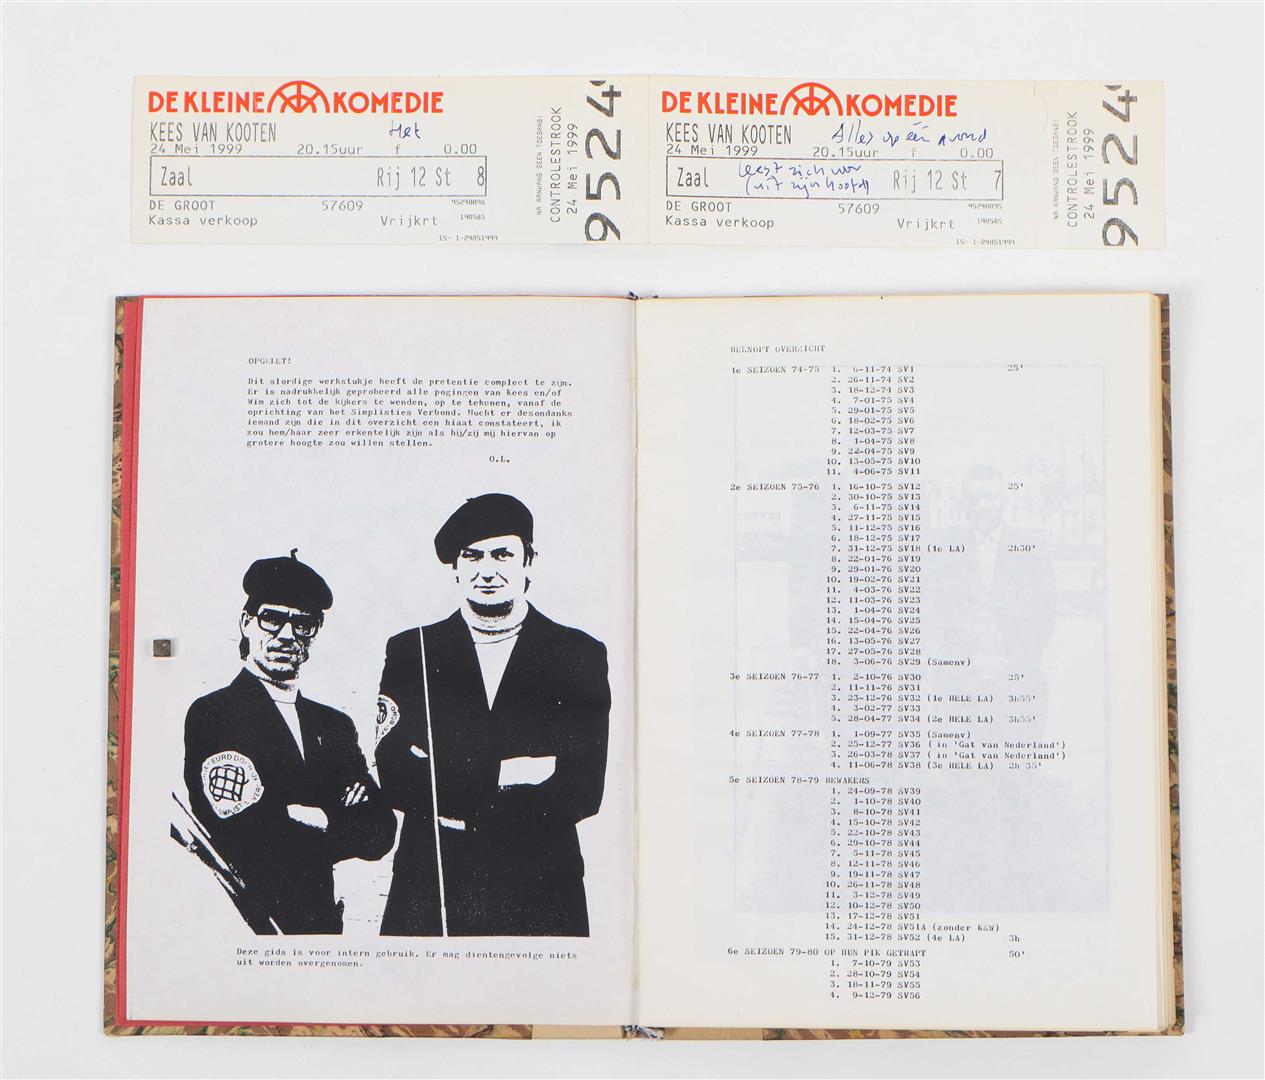 DE KLEINE KOMEDIE
KEES VAN KOOTEN Het
24 Mei 1999 20.15uur f 0.00
Zaal Rij 12 St 8
DE GROOT 57609 95240096
Kassa verkoop Vrijkrt 190565
15- 1-24051999
NA AANVANG GEEN TOEGANG!
CONTROLESTROOK
24 Mei 1999
9524
DE KLEINE KOMEDIE
KEES VAN KOOTEN Alles op één avond
24 Mei 1999 20.15uur f 0.00
Zaal Rij 12 St 7
leest zich voor
(uit zijn hoofd)
DE GROOT 57609 95240095
Kassa verkoop Vrijkrt 190565
15- 1-24051999
NA AANVANG GEEN TOEGANG!
CONTROLESTROOK
24 Mei 1999
9524
OPGELET!
Dit slordige werkstukje heeft de pretentie compleet te zijn.
Er is nadrukkelijk geprobeerd alle pogingen van Kees en/of
Wim zich tot de kijkers te wenden, op te tekenen, vanaf de
oprichting van het Simplisties Verbond. Mocht er desondanks
iemand zijn die in dit overzicht een hiaat constateert, ik
zou hem/haar zeer erkentelijk zijn als hij/zij mij hiervan op
grotere hoogte zou willen stellen.
O.L.
Deze gids is voor intern gebruik. Er mag dientengevolge niets
uit worden overgenomen.
BEKNOPT OVERZICHT
1e SEIZOEN 74-75 1. 6-11-74 SV1 25'
2. 26-11-74 SV2
3. 18-12-74 SV3
4. 7-01-75 SV4
5. 29-01-75 SV5
6. 18-02-75 SV6
7. 12-03-75 SV7
8. 1-04-75 SV8
9. 22-04-75 SV9
10. 13-05-75 SV10
11. 4-06-75 SV11
2e SEIZOEN 75-76 1. 16-10-75 SV12 25'
2. 30-10-75 SV13
3. 6-11-75 SV14
4. 27-11-75 SV15
5. 11-12-75 SV16
6. 18-12-75 SV17
7. 31-12-75 SV18 (1e LA) 2h30'
8. 22-01-76 SV19
9. 29-01-76 SV20
10. 19-02-76 SV21
11. 4-03-76 SV22
12. 11-03-76 SV23
13. 1-04-76 SV24
14. 15-04-76 SV25
15. 22-04-76 SV26
16. 13-05-76 SV27
17. 27-05-76 SV28
18. 3-06-76 SV29 (Samenv)
3e SEIZOEN 76-77 1. 2-10-76 SV30 25'
2. 11-11-76 SV31
3. 23-12-76 SV32 (1e HELE LA) 3h55'
4. 3-02-77 SV33
5. 28-04-77 SV34 (2e HELE LA) 3h55'
4e SEIZOEN 77-78 1. 1-09-77 SV35 (Samenv)
2. 25-12-77 SV36 ( in 'Gat van Nederland')
3. 26-03-78 SV37 ( in 'Gat van Nederland')
4. 11-06-78 SV38 (3e HELE LA) 2h 35'
5e SEIZOEN 78-79 BEWAKERS
1. 24-09-78 SV39
2. 1-10-78 SV40
3. 8-10-78 SV41
4. 15-10-78 SV42
5. 22-10-78 SV43
6. 29-10-78 SV44
7. 5-11-78 SV45
8. 12-11-78 SV46
9. 19-11-78 SV47
10. 26-11-78 SV48
11. 3-12-78 SV49
12. 10-12-78 SV50
13. 17-12-78 SV51
14. 24-12-78 SV51A (zonder K&W)
15. 31-12-78 SV52 (4e LA) 3h
6e SEIZOEN 79-80 OP HUN PIK GETRAPT 50'
1. 7-10-79 SV53
2. 28-10-79 SV54
3. 18-11-79 SV55
4. 9-12-79 SV56